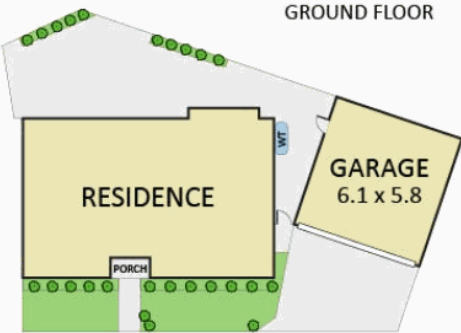 GROUND FLOOR
WT
GARAGE
6.1 x 5.8
RESIDENCE
PORCH